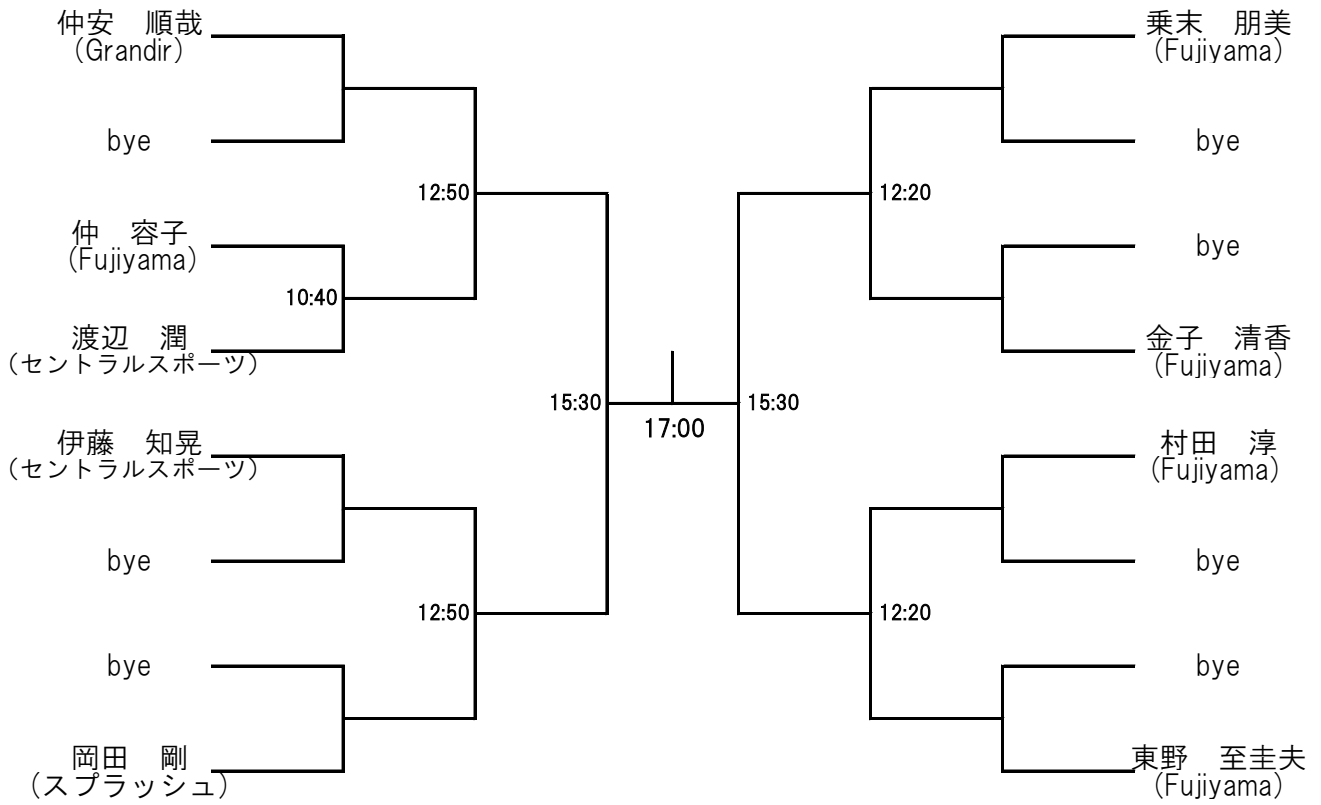 仲安　順哉
（Grandir）
bye
12:50
仲　容子
（Fujiyama）
10:40
渡辺　潤
（セントラルスポーツ）
15:30
伊藤　知晃
（セントラルスポーツ）
bye
12:50
bye
岡田　剛
（スプラッシュ）
17:00
乗末　朋美
（Fujiyama）
bye
12:20
bye
金子　清香
（Fujiyama）
15:30
村田　淳
（Fujiyama）
bye
12:20
bye
東野　至圭夫
（Fujiyama）